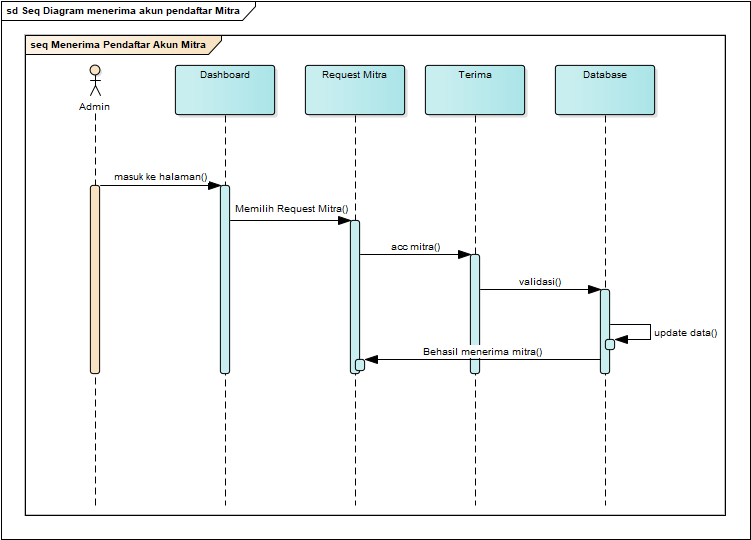 sd Seq Diagram menerima akun pendaftar Mitra
seq Menerima Pendaftar Akun Mitra
Admin
Dashboard
Request Mitra
Terima
Database
masuk ke halaman()
Memilih Request Mitra()
acc mitra()
validasi()
update data()
Behasil menerima mitra()